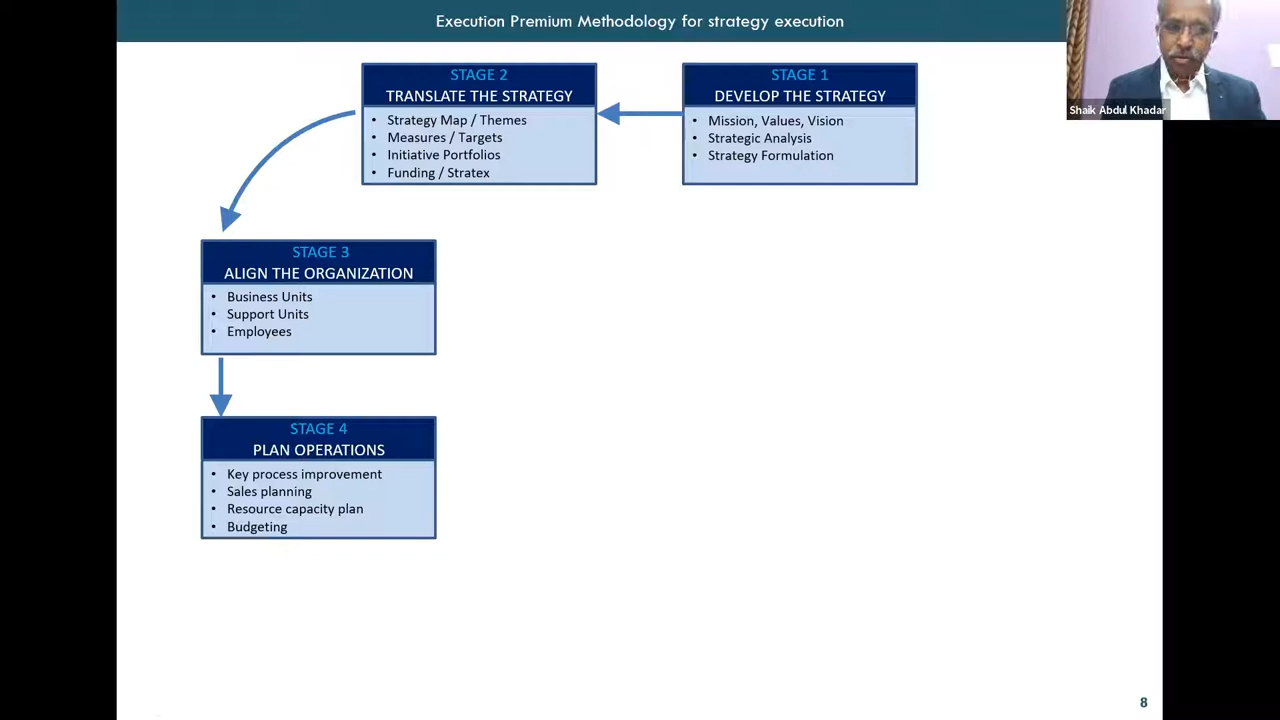 Execution Premium Methodology for strategy execution
Shaik Abdul Khadar
STAGE 1
DEVELOP THE STRATEGY
• Mission, Values, Vision
• Strategic Analysis
• Strategy Formulation
STAGE 2
TRANSLATE THE STRATEGY
• Strategy Map / Themes
• Measures / Targets
• Initiative Portfolios
• Funding / Stratex
STAGE 3
ALIGN THE ORGANIZATION
• Business Units
• Support Units
• Employees
STAGE 4
PLAN OPERATIONS
• Key process improvement
• Sales planning
• Resource capacity plan
• Budgeting
8